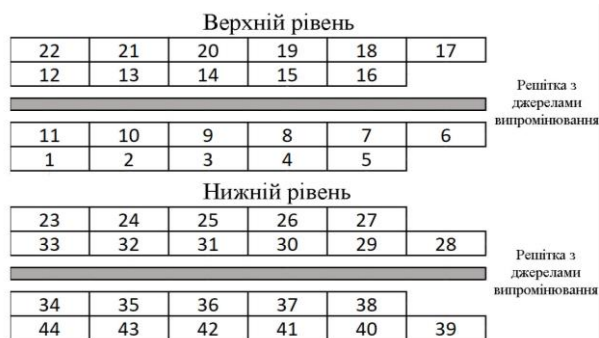 Верхній рівень
22 21 20 19 18 17
12 13 14 15 16
Решітка з
джерелами
випромінювання
11 10 9 8 7 6
1 2 3 4 5
Нижній рівень
23 24 25 26 27
33 32 31 30 29 28
Решітка з
джерелами
випромінювання
34 35 36 37 38
44 43 42 41 40 39